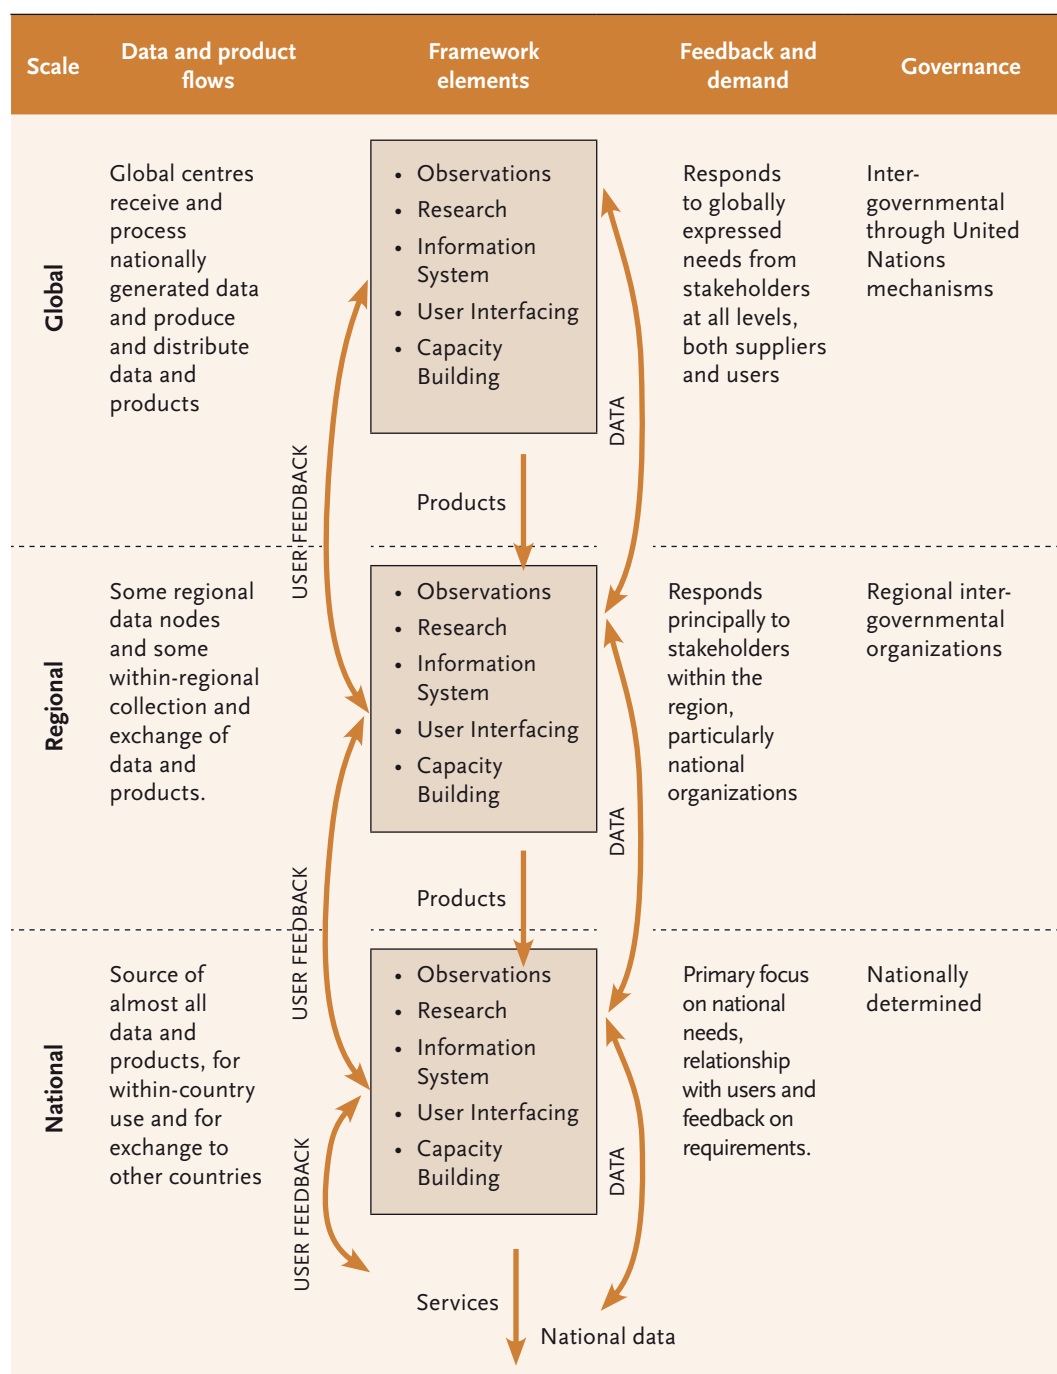 Scale
Data and product
flows
Framework
elements
Feedback and
demand
Governance
Global
Global centres
receive and
process
nationally
generated data
and produce
and distribute
data and
products
USER FEEDBACK
• Observations
• Research
• Information
System
• User Interfacing
• Capacity
Building
DATA
Responds
to globally
expressed
needs from
stakeholders
at all levels,
both suppliers
and users
Inter-
governmental
through United
Nations
mechanisms
Products
Regional
Some regional
data nodes
and some
within-regional
collection and
exchange of
data and
products.
USER FEEDBACK
• Observations
• Research
• Information
System
• User Interfacing
• Capacity
Building
DATA
Responds
principally to
stakeholders
within the
region,
particularly
national
organizations
Regional inter-
governmental
organizations
Products
National
Source of
almost all
data and
products, for
within-country
use and for
exchange to
other countries
USER FEEDBACK
• Observations
• Research
• Information
System
• User Interfacing
• Capacity
Building
DATA
Primary focus
on national
needs,
relationship
with users and
feedback on
requirements.
Nationally
determined
Services
National data